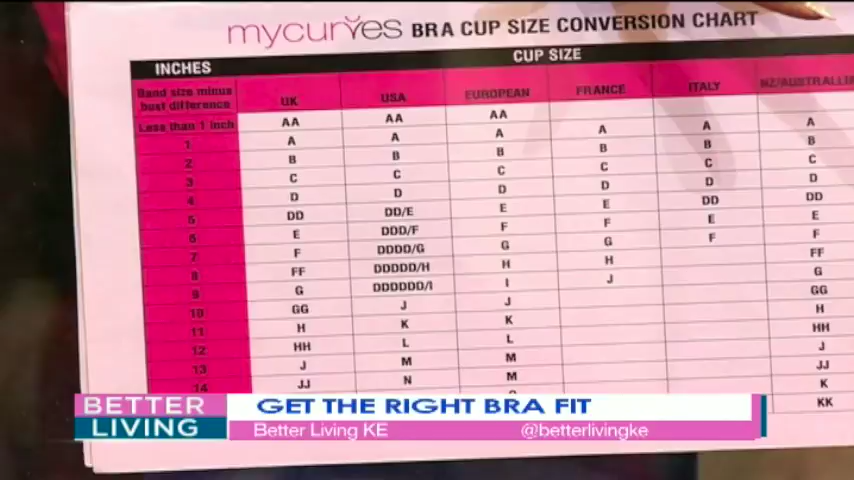 mycurves BRA CUP SIZE CONVERSION CHART
INCHES CUP SIZE
Band size minus
bust difference UK USA EUROPEAN FRANCE ITALY NZ/AUSTRALIA
Less than 1 inch AA AA AA
1 A A A A A A
2 B B B B B B
3 C C C C C C
4 D D D D D D
5 DD DD/E E E DD DD
6 E DDD/F F F E E
7 F DDDD/G G G F F
8 FF DDDDD/H H H FF
9 G DDDDDD/I I J G
10 GG J J GG
11 H K K H
12 HH L L HH
13 J M M J
14 JJ N M JJ
K
KK
BETTER LIVING
GET THE RIGHT BRA FIT
Better Living KE @betterlivingke